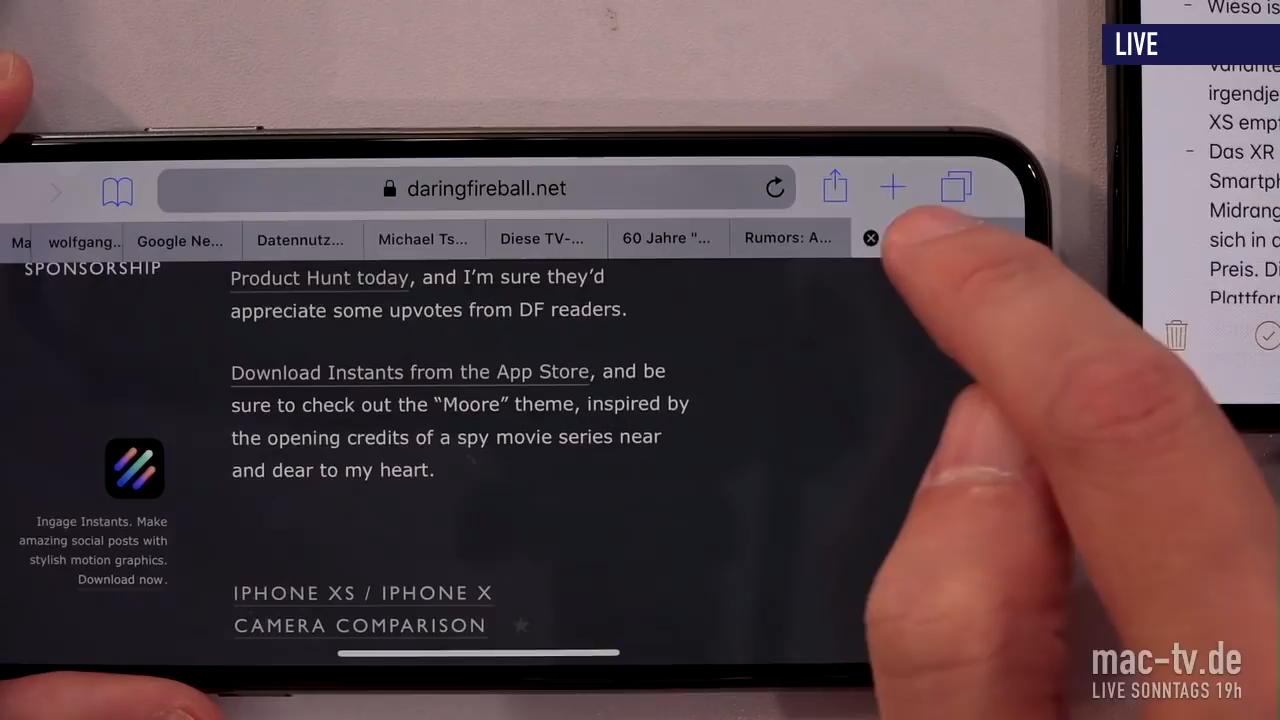 LIVE
Wieso is
variante
irgendje
XS empf
- Das XR
Smartph
Midrang
sich in d
Preis. Di
Plattfor
daringfireball.net
Ma
wolfgang...
Google Ne...
Datennutz...
Michael Ts...
Diese TV-...
60 Jahre "...
Rumors: A...
SPONSORSHIP
Product Hunt today, and I’m sure they’d
appreciate some upvotes from DF readers.
Download Instants from the App Store, and be
sure to check out the “Moore” theme, inspired by
the opening credits of a spy movie series near
and dear to my heart.
Ingage Instants. Make
amazing social posts with
stylish motion graphics.
Download now.
IPHONE XS / IPHONE X
CAMERA COMPARISON ★
mac-tv.de
LIVE SONNTAGS 19h